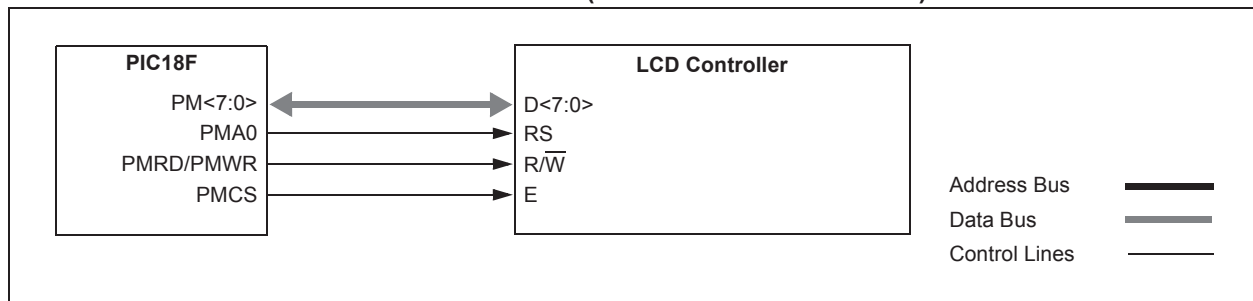 PIC18F
PM<7:0>
PMA0
PMRD/PMWR
PMCS
LCD Controller
D<7:0>
RS
R/W̅
E
Address Bus
Data Bus
Control Lines